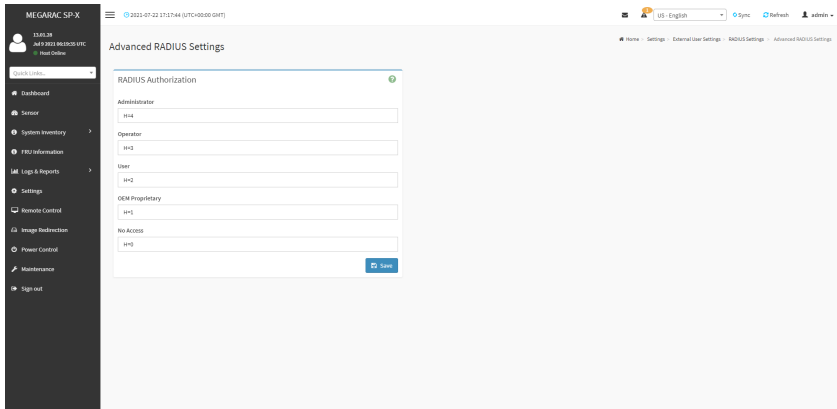 MEGARAC SP-X
2021-07-22 17:17:44 (UTC+00:00 GMT)
US - English
Sync
Refresh
admin
13.01.28
Jul 9 2021 06:19:35 UTC
Host Online
Quick Links...
Dashboard
Sensor
System Inventory
FRU Information
Logs & Reports
Settings
Remote Control
Image Redirection
Power Control
Maintenance
Sign out
Advanced RADIUS Settings
Home > Settings > External User Settings > RADIUS Settings > Advanced RADIUS Settings
RADIUS Authorization
Administrator
H=4
Operator
H=3
User
H=2
OEM Proprietary
H=1
No Access
H=0
Save